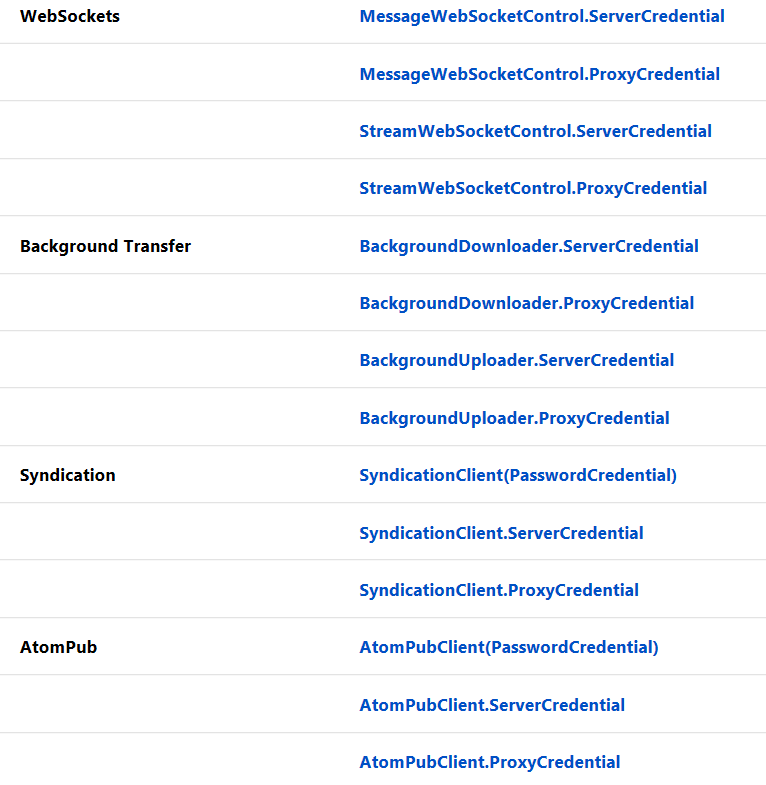 WebSockets MessageWebSocketControl.ServerCredential
MessageWebSocketControl.ProxyCredential
StreamWebSocketControl.ServerCredential
StreamWebSocketControl.ProxyCredential
Background Transfer BackgroundDownloader.ServerCredential
BackgroundDownloader.ProxyCredential
BackgroundUploader.ServerCredential
BackgroundUploader.ProxyCredential
Syndication SyndicationClient(PasswordCredential)
SyndicationClient.ServerCredential
SyndicationClient.ProxyCredential
AtomPub AtomPubClient(PasswordCredential)
AtomPubClient.ServerCredential
AtomPubClient.ProxyCredential